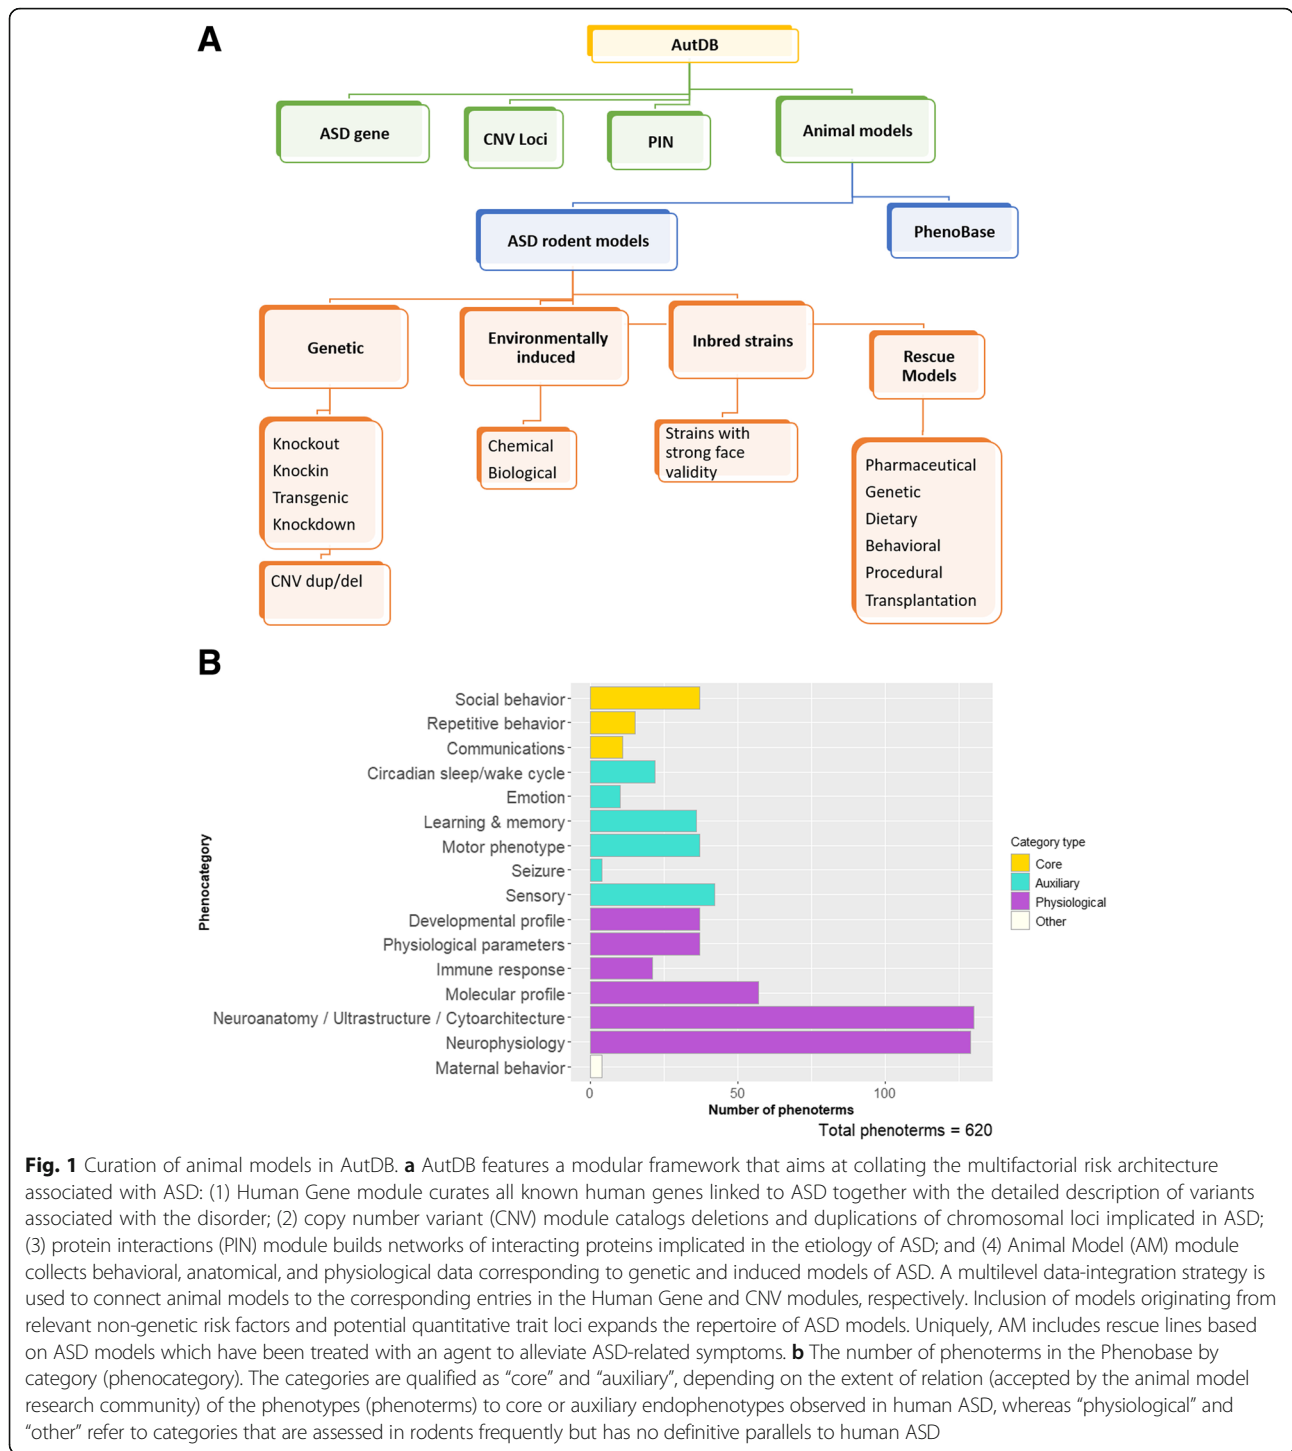 A
AutDB
ASD gene
CNV Loci
PIN
Animal models
ASD rodent models
PhenoBase
Genetic
Environmentally
induced
Inbred strains
Rescue
Models
Knockout
Knockin
Transgenic
Knockdown
CNV dup/del
Chemical
Biological
Strains with
strong face
validity
Pharmaceutical
Genetic
Dietary
Behavioral
Procedural
Transplantation
B
Phenocategory
Social behavior
Repetitive behavior
Communications
Circadian sleep/wake cycle
Emotion
Learning & memory
Motor phenotype
Seizure
Sensory
Developmental profile
Physiological parameters
Immune response
Molecular profile
Neuroanatomy / Ultrastructure / Cytoarchitecture
Neurophysiology
Maternal behavior
0 50 100
Number of phenoterms
Total phenoterms = 620
Category type
Core
Auxiliary
Physiological
Other
Fig. 1 Curation of animal models in AutDB. a AutDB features a modular framework that aims at collating the multifactorial risk architecture
associated with ASD: (1) Human Gene module curates all known human genes linked to ASD together with the detailed description of variants
associated with the disorder; (2) copy number variant (CNV) module catalogs deletions and duplications of chromosomal loci implicated in ASD;
(3) protein interactions (PIN) module builds networks of interacting proteins implicated in the etiology of ASD; and (4) Animal Model (AM) module
collects behavioral, anatomical, and physiological data corresponding to genetic and induced models of ASD. A multilevel data-integration strategy is
used to connect animal models to the corresponding entries in the Human Gene and CNV modules, respectively. Inclusion of models originating from
relevant non-genetic risk factors and potential quantitative trait loci expands the repertoire of ASD models. Uniquely, AM includes rescue lines based
on ASD models which have been treated with an agent to alleviate ASD-related symptoms. b The number of phenoterms in the Phenobase by
category (phenocategory). The categories are qualified as “core” and “auxiliary”, depending on the extent of relation (accepted by the animal model
research community) of the phenotypes (phenoterms) to core or auxiliary endophenotypes observed in human ASD, whereas “physiological” and
“other” refer to categories that are assessed in rodents frequently but has no definitive parallels to human ASD